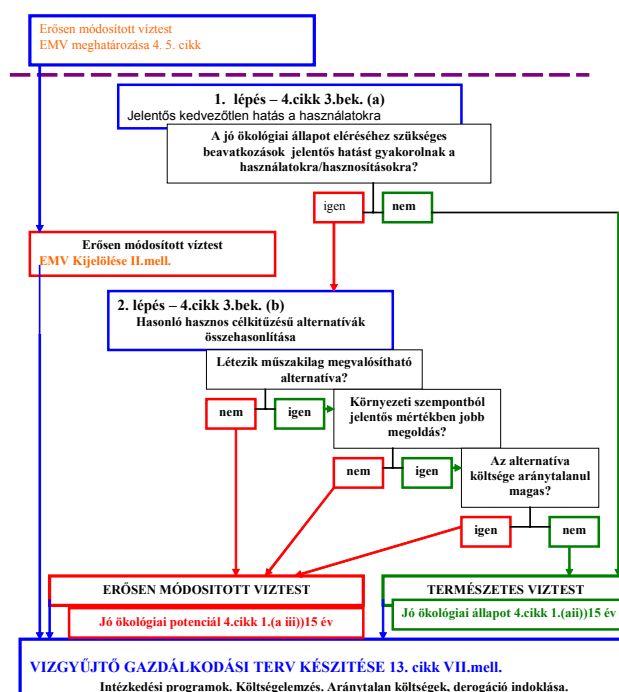 Erősen módosított víztest
EMV meghatározása 4. 5. cikk
1. lépés – 4.cikk 3.bek. (a)
Jelentős kedvezőtlen hatás a használatokra
A jó ökológiai állapot eléréséhez szükséges
beavatkozások jelentős hatást gyakorolnak a
használatokra/hasznosításokra?
igen
nem
Erősen módosított víztest
EMV Kijelölése II.mell.
2. lépés – 4.cikk 3.bek. (b)
Hasonló hasznos célkitűzésű alternatívák
összehasonlítása
Létezik műszakilag megvalósítható
alternatíva?
nem
igen
Környezeti szempontból
jelentős mértékben jobb
megoldás?
nem
igen
Az alternatíva
költsége aránytalanul
magas?
igen
nem
ERŐSEN MÓDOSITOTT VIZTEST
Jó ökológiai potenciál 4.cikk 1.(a iii))15 év
TERMÉSZETES VIZTEST
Jó ökológiai állapot 4.cikk 1.(aii))15 év
VIZGYŰJTŐ GAZDÁLKODÁSI TERV KÉSZITÉSE 13. cikk VII.mell.
Intézkedési programok. Költségelemzés. Aránytalan költségek, derogáció indoklása.